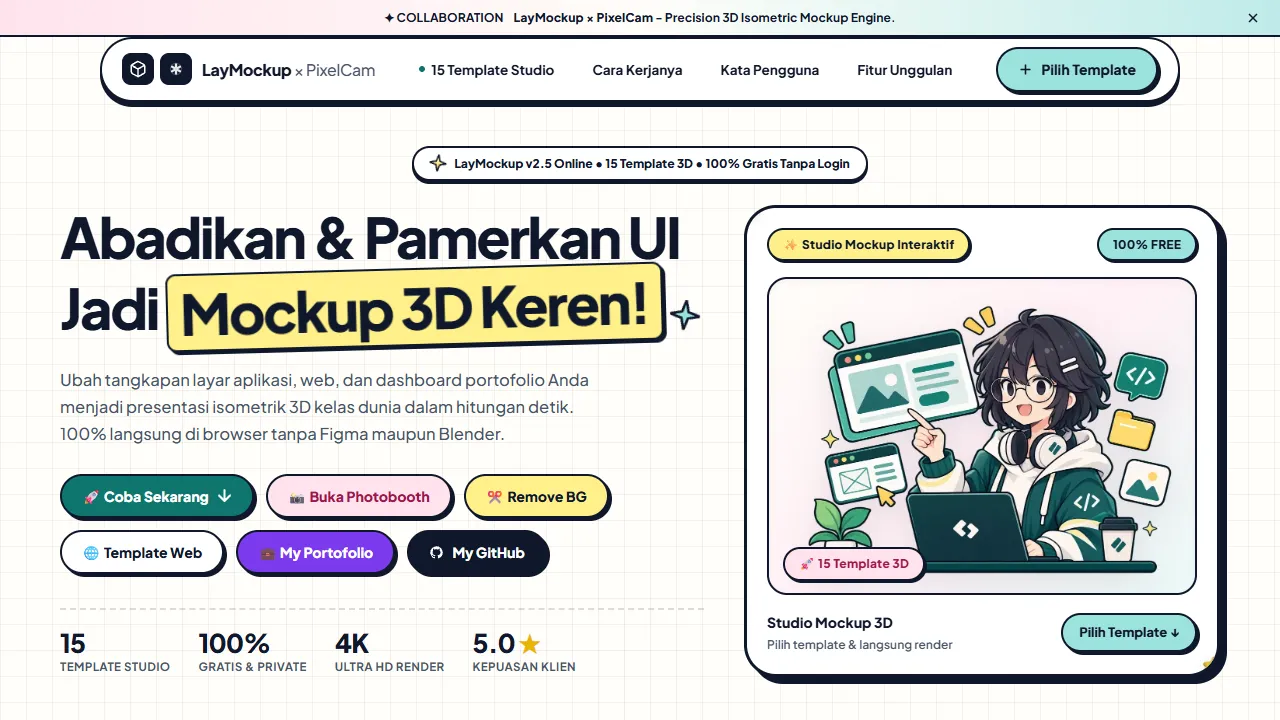 ✦ COLLABORATION LayMockup × PixelCam – Precision 3D Isometric Mockup Engine. ✕
LayMockup × PixelCam
• 15 Template Studio
Cara Kerjanya
Kata Pengguna
Fitur Unggulan
+ Pilih Template
LayMockup v2.5 Online ● 15 Template 3D ● 100% Gratis Tanpa Login
Abadikan & Pamerkan UI
Jadi Mockup 3D Keren!
Ubah tangkapan layar aplikasi, web, dan dashboard portofolio Anda
menjadi presentasi isometrik 3D kelas dunia dalam hitungan detik.
100% langsung di browser tanpa Figma maupun Blender.
🚀 Coba Sekarang ↓
📸 Buka Photobooth
✂️ Remove BG
🌐 Template Web
💼 My Portofolio
My GitHub
15
TEMPLATE STUDIO
100%
GRATIS & PRIVATE
4K
ULTRA HD RENDER
5.0 ★
KEPUASAN KLIEN
✨ Studio Mockup Interaktif
100% FREE
</>
</>
🚀 15 Template 3D
Studio Mockup 3D
Pilih template & langsung render
Pilih Template ↓